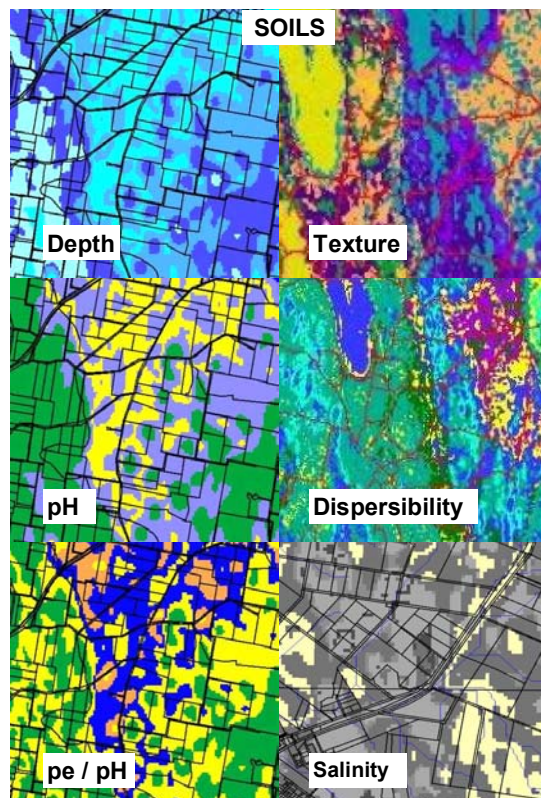 SOILS
Depth
Texture
pH
Dispersibility
pe / pH
Salinity